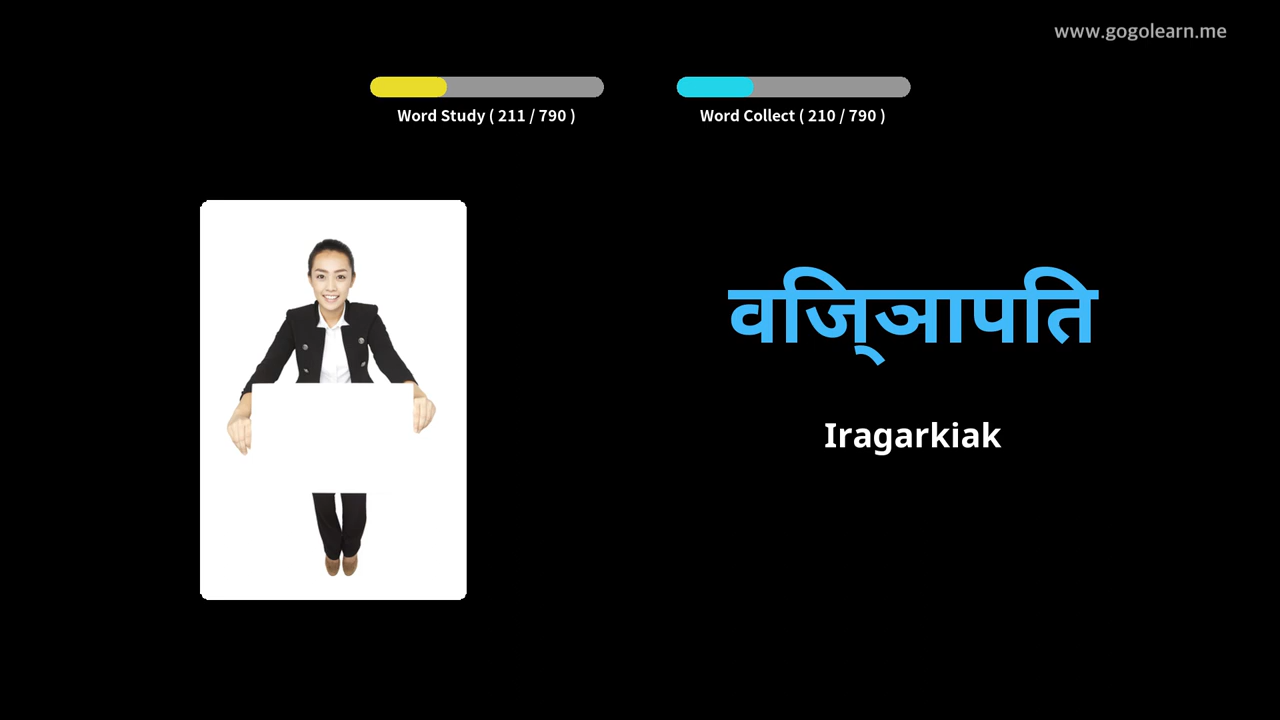 www.gogolearn.me
Word Study ( 211 / 790 )
Word Collect ( 210 / 790 )
वजि्ञापति
Iragarkiak